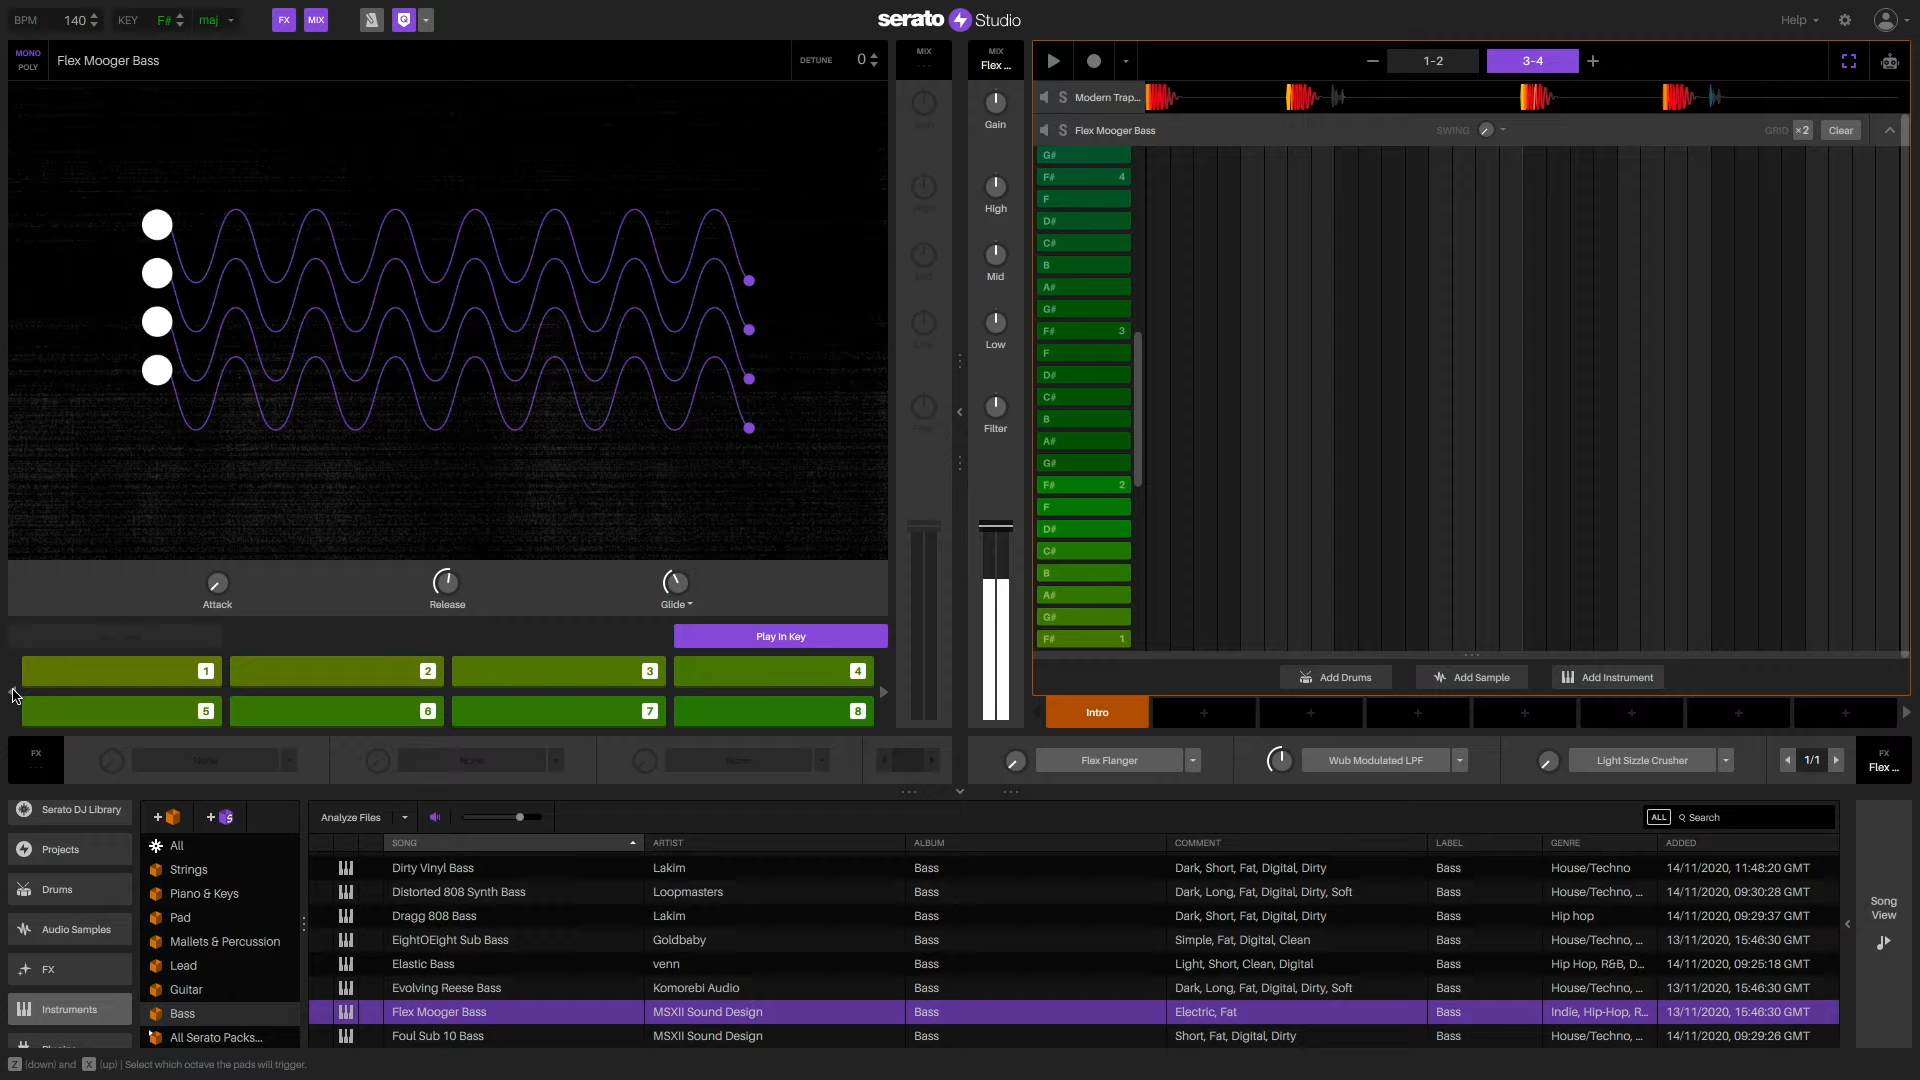 BPM 140 KEY F# maj FX MIX serato Studio Help
MONO
POLY
Flex Mooger Bass DETUNE 0
MIX
MIX
Flex ...
1-2 3-4
Modern Trap...
S
S Flex Mooger Bass SWING GRID ×2 Clear
Gain
High
Mid
Low
Filter
G#
F# 4
F
D#
C#
B
A#
G#
F# 3
F
D#
C#
B
A#
G#
F# 2
F
D#
C#
B
A#
G#
F# 1
Attack Release Glide
Play In Key
1 2 3 4
5 6 7 8
Add Drums Add Sample Add Instrument
Intro
FX None None None
Flex Flanger Wub Modulated LPF Light Sizzle Crusher 1/1 FX
Flex ...
Serato DJ Library
Projects
Drums
Audio Samples
FX
Instruments
All
Strings
Piano & Keys
Pad
Mallets & Percussion
Lead
Guitar
Bass
All Serato Packs...
Analyze Files ALL Search
SONG ARTIST ALBUM COMMENT LABEL GENRE ADDED
Dirty Vinyl Bass Lakim Bass Dark, Short, Fat, Digital, Dirty Bass House/Techno 14/11/2020, 11:48:20 GMT
Distorted 808 Synth Bass Loopmasters Bass Dark, Long, Fat, Digital, Dirty, Soft Bass House/Techno, ... 14/11/2020, 09:30:28 GMT
Dragg 808 Bass Lakim Bass Dark, Short, Fat, Digital, Dirty Bass Hip hop 14/11/2020, 09:29:37 GMT
EightOEight Sub Bass Goldbaby Bass Simple, Fat, Digital, Clean Bass House/Techno, ... 13/11/2020, 15:46:30 GMT
Elastic Bass venn Bass Light, Short, Clean, Digital Bass Hip Hop, R&B, D... 14/11/2020, 09:25:18 GMT
Evolving Reese Bass Komorebi Audio Bass Dark, Long, Fat, Digital, Dirty, Soft Bass House/Techno, ... 13/11/2020, 15:46:30 GMT
Flex Mooger Bass MSXII Sound Design Bass Electric, Fat Bass Indie, Hip-Hop, R... 13/11/2020, 15:46:30 GMT
Foul Sub 10 Bass MSXII Sound Design Bass Short, Fat, Digital, Dirty Bass House/Techno, ... 14/11/2020, 09:29:26 GMT
Song
View
Z (down) and X (up) | Select which octave the pads will trigger.